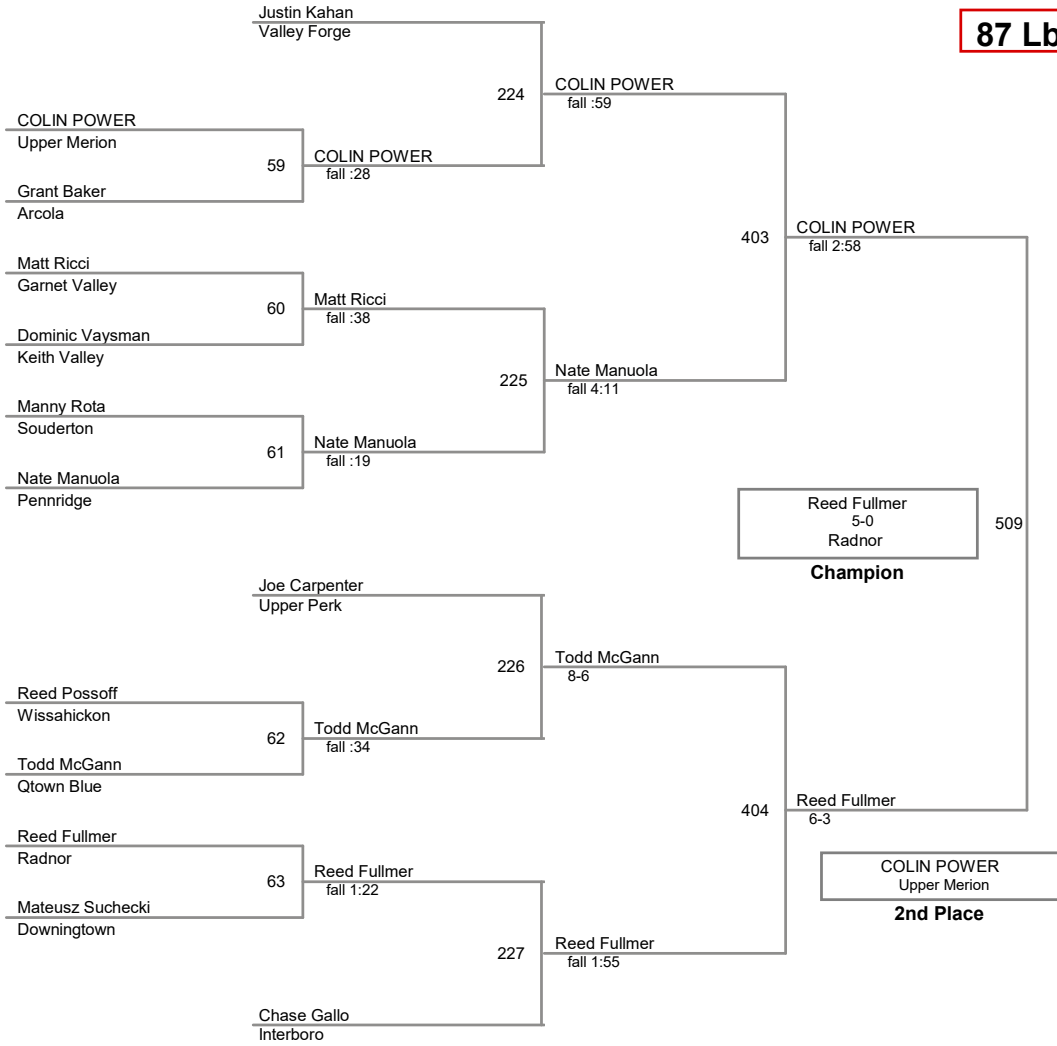 Justin Kahan
Valley Forge
87 Lb
224
COLIN POWER
fall :59
COLIN POWER
Upper Merion
59
COLIN POWER
fall :28
Grant Baker
Arcola
403
COLIN POWER
fall 2:58
Matt Ricci
Garnet Valley
60
Matt Ricci
fall :38
Dominic Vaysman
Keith Valley
225
Nate Manuola
fall 4:11
Manny Rota
Souderton
61
Nate Manuola
fall :19
Nate Manuola
Pennridge
Reed Fullmer
5-0
Radnor
509
Champion
Joe Carpenter
Upper Perk
226
Todd McGann
8-6
Reed Possoff
Wissahickon
62
Todd McGann
fall :34
Todd McGann
Qtown Blue
404
Reed Fullmer
6-3
Reed Fullmer
Radnor
63
Reed Fullmer
fall 1:22
COLIN POWER
Upper Merion
2nd Place
Mateusz Suchecki
Downingtown
227
Reed Fullmer
fall 1:55
Chase Gallo
Interboro